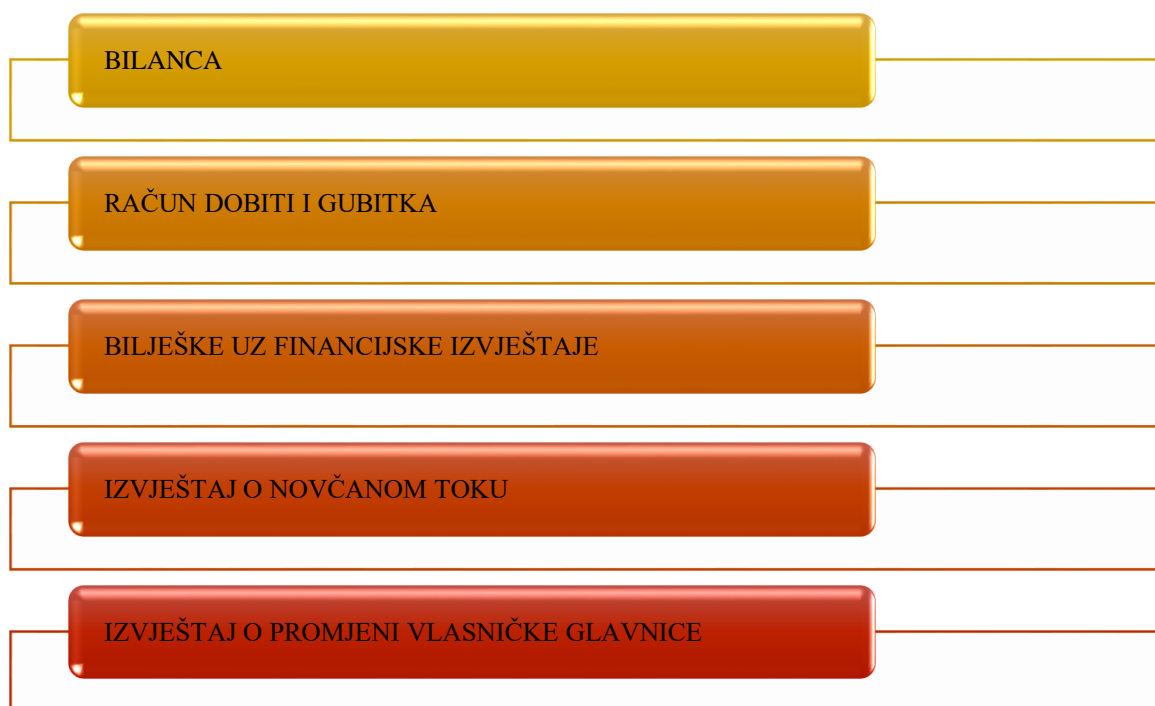 BILANCA
RAČUN DOBITI I GUBITKA
BILJEŠKE UZ FINANCIJSKE IZVJEŠTAJE
IZVJEŠTAJ O NOVČANOM TOKU
IZVJEŠTAJ O PROMJENI VLASNIČKE GLAVNICE